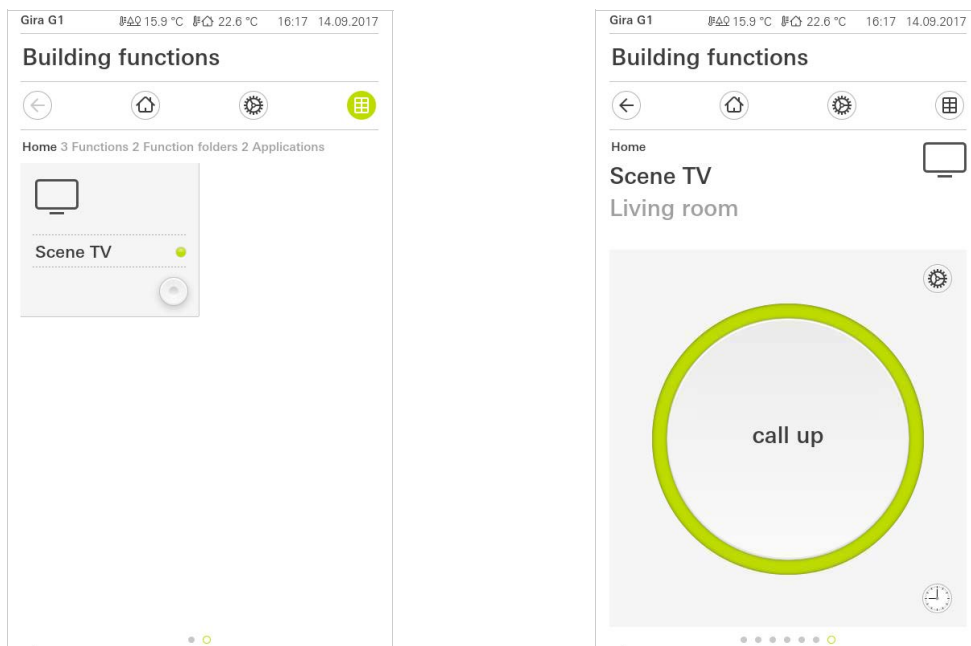 Gira G1 15.9 °C 22.6 °C 16:17 14.09.2017
Building functions
Home 3 Functions 2 Function folders 2 Applications
Scene TV
Gira G1 15.9 °C 22.6 °C 16:17 14.09.2017
Building functions
Home
Scene TV
Living room
call up